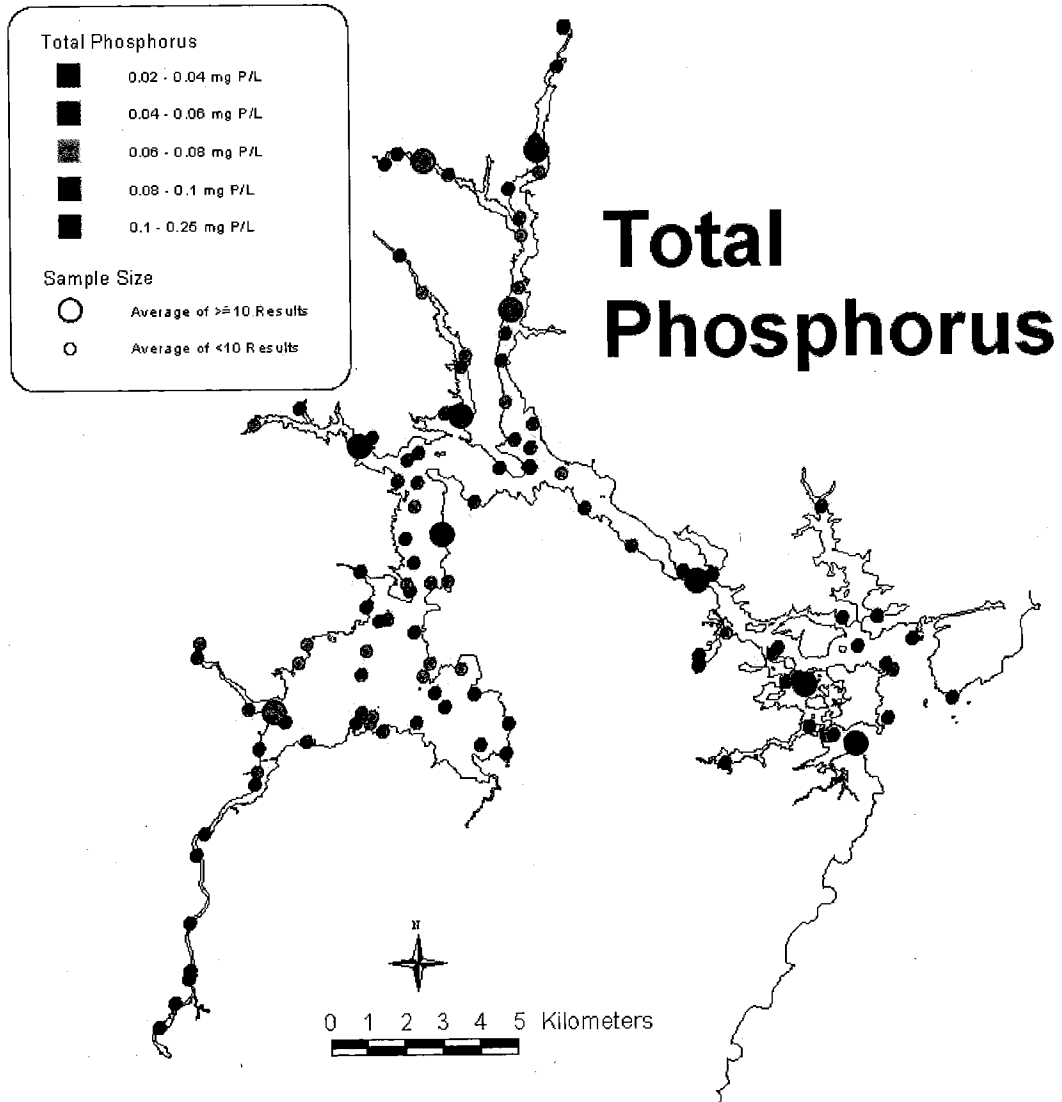 Total Phosphorus
0.02 - 0.04 mg P/L
0.04 - 0.06 mg P/L
0.06 - 0.08 mg P/L
0.08 - 0.1 mg P/L
0.1 - 0.25 mg P/L
Sample Size
Average of >=10 Results
Average of <10 Results
Total
Phosphorus
N
0 1 2 3 4 5 Kilometers